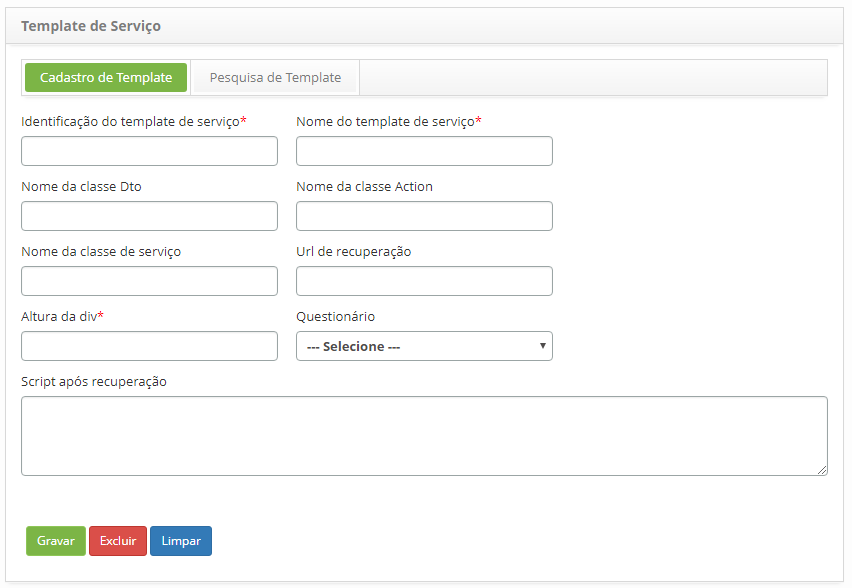 Template de Serviço
Cadastro de Template Pesquisa de Template
Identificação do template de serviço* Nome do template de serviço*
Nome da classe Dto Nome da classe Action
Nome da classe de serviço Url de recuperação
Altura da div* Questionário
--- Selecione ---
Script após recuperação
Gravar Excluir Limpar